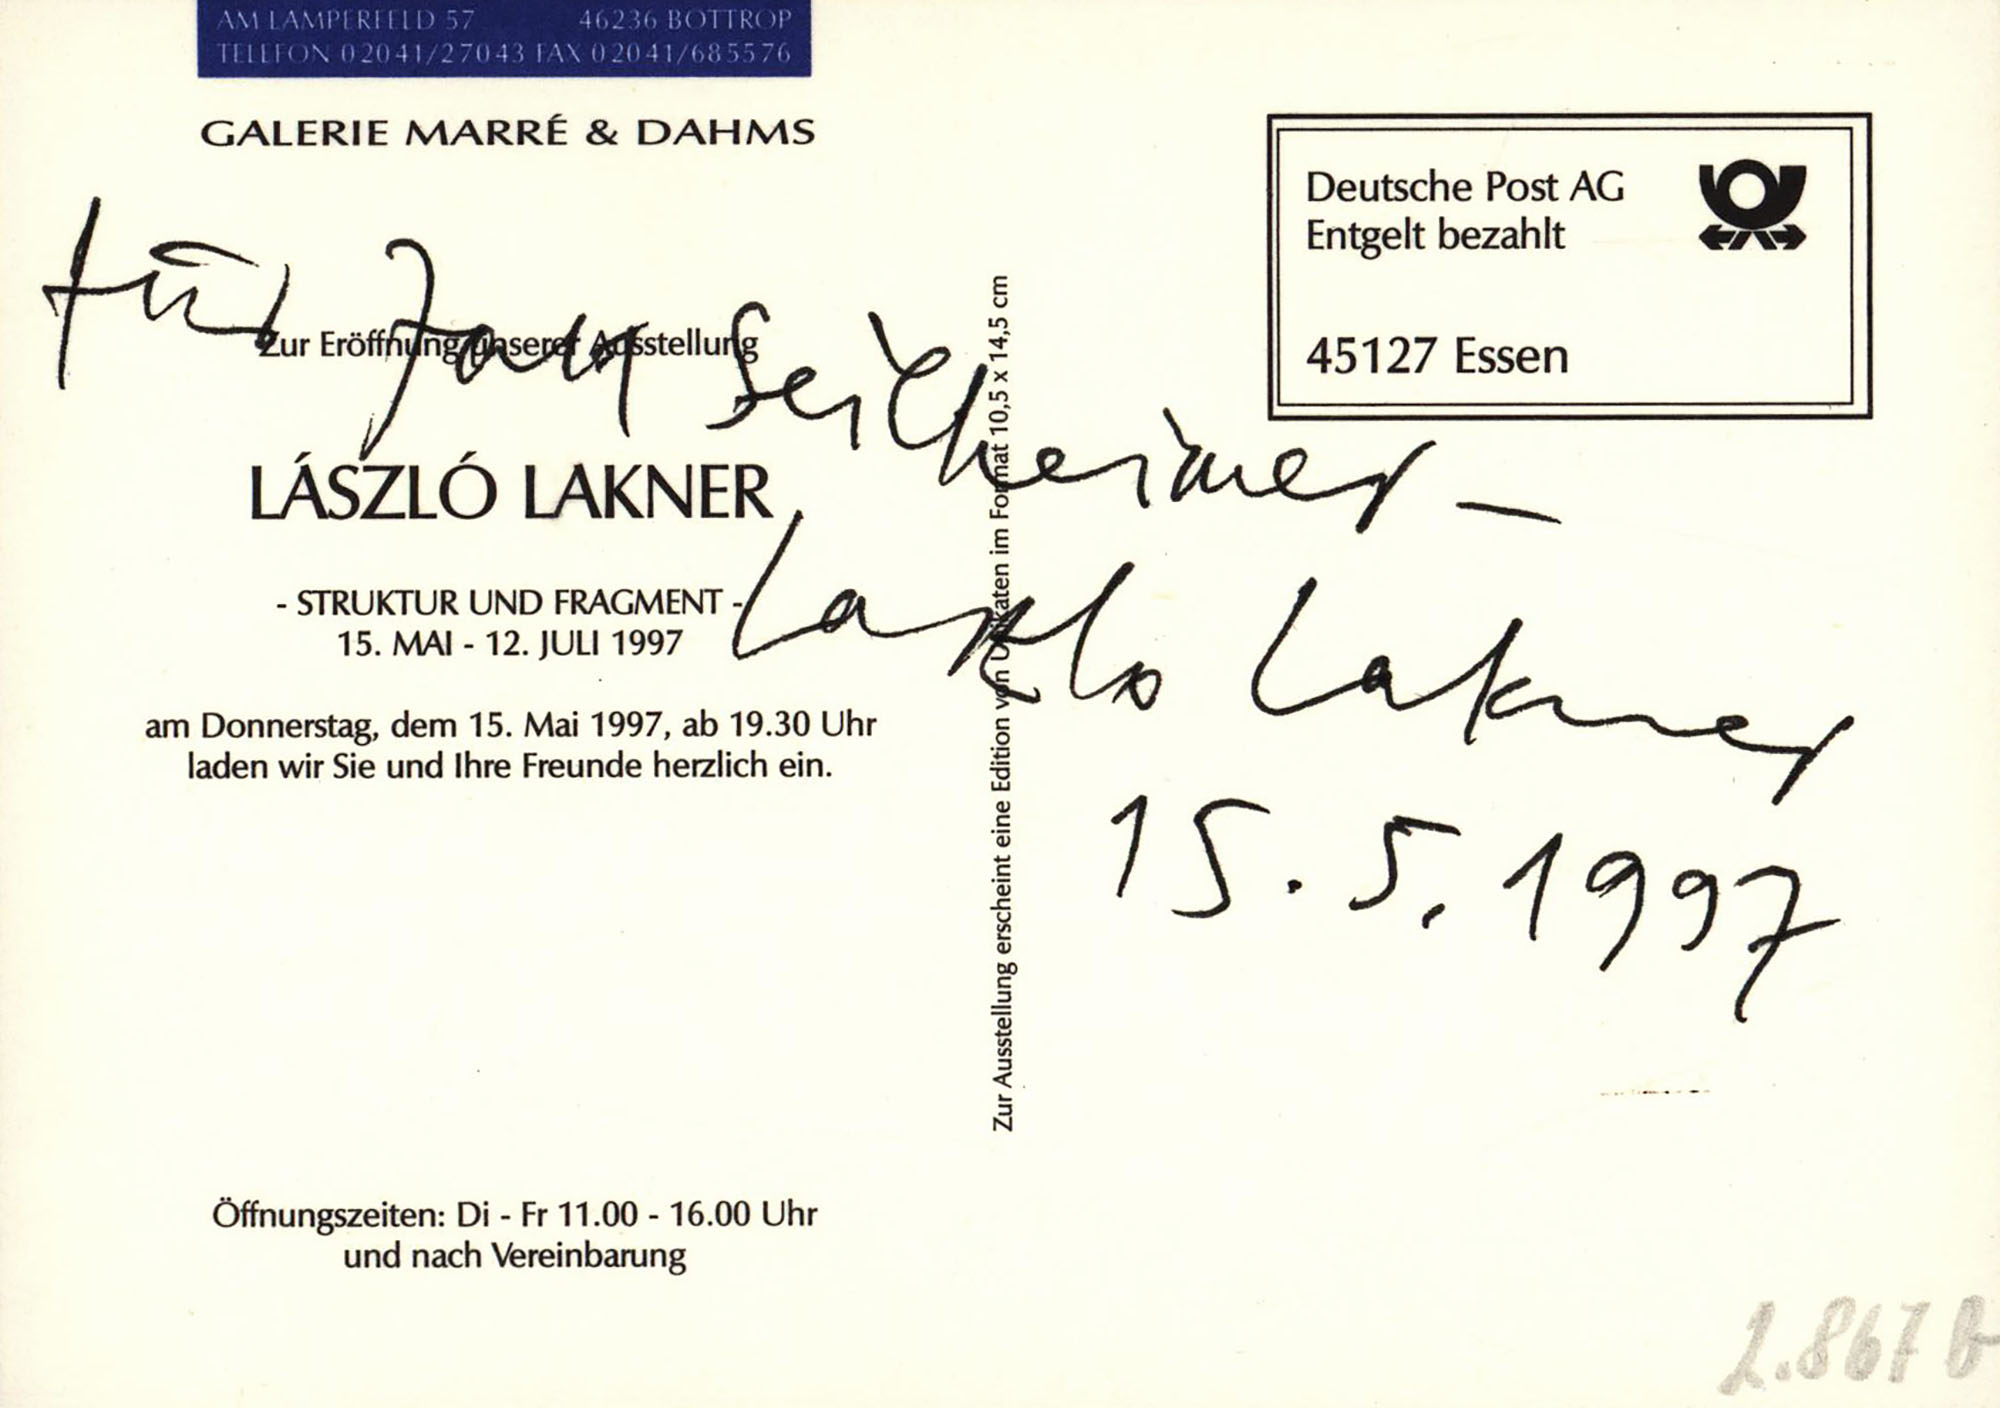 AM LAMPERFELD 57 46236 BOTTROP
TELEFON 02041/27043 FAX 02041/685576
GALERIE MARRÉ & DAHMS
Zur Eröffnung unserer Ausstellung
LÁSZLÓ LAKNER
- STRUKTUR UND FRAGMENT -
15. MAI - 12. JULI 1997
am Donnerstag, dem 15. Mai 1997, ab 19.30 Uhr
laden wir Sie und Ihre Freunde herzlich ein.
Öffnungszeiten: Di - Fr 11.00 - 16.00 Uhr
und nach Vereinbarung
Zur Ausstellung erscheint eine Edition von Unikaten im Format 10,5 x 14,5 cm
Deutsche Post AG
Entgelt bezahlt
45127 Essen
für Seilheimer –
Laszlo Lakner
15.5.1997
2.867